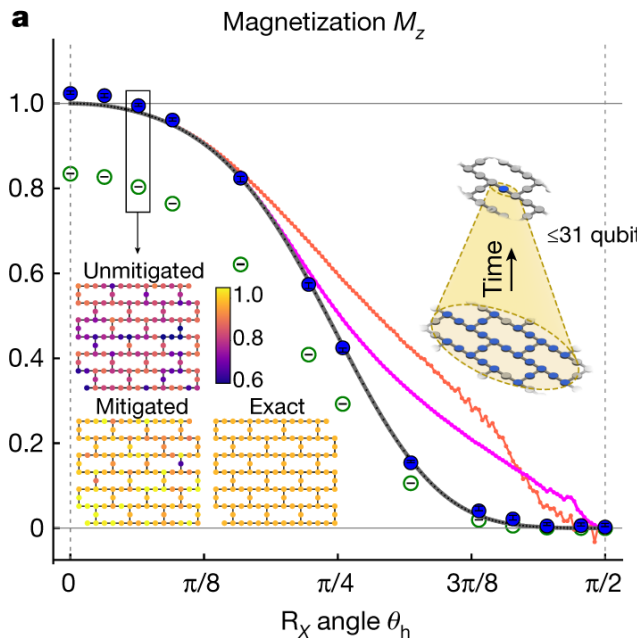 a
Magnetization M_z
1.0
0.8
0.6
0.4
0.2
0
≤31 qubit
Time
Unmitigated
1.0
0.8
0.6
Mitigated
Exact
0
π/8
π/4
3π/8
π/2
R_X angle θ_h